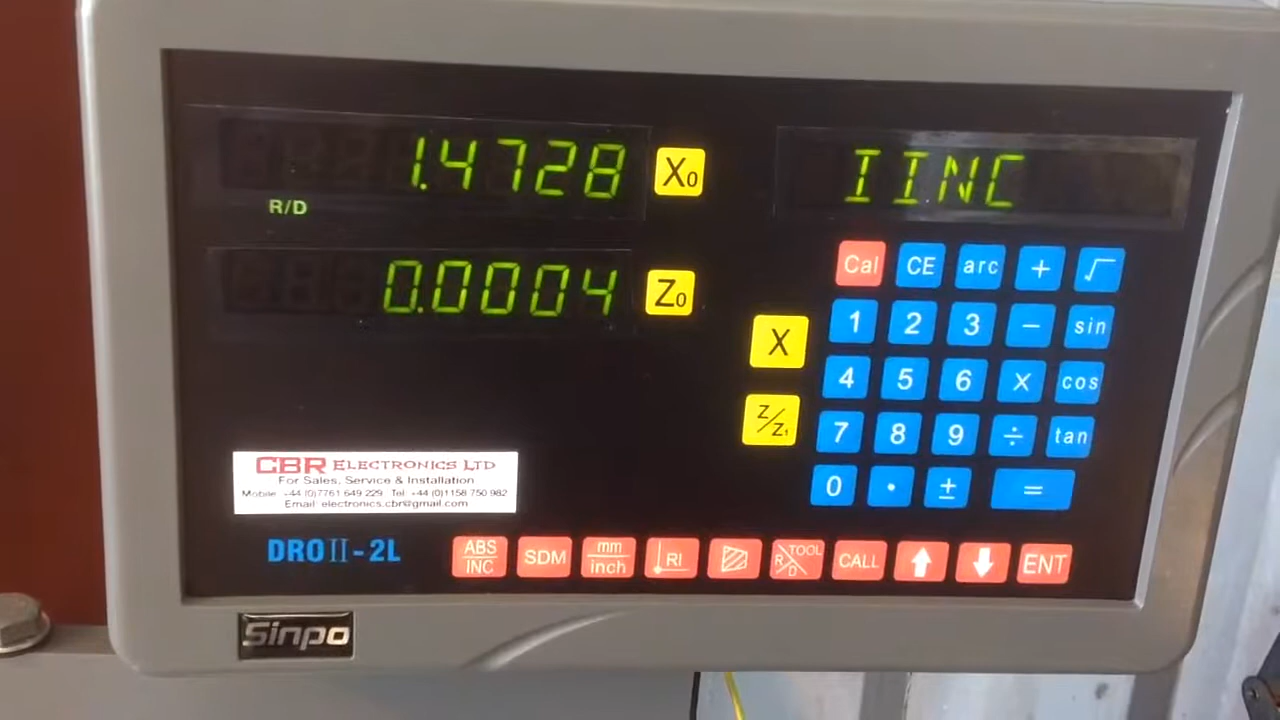 1.4728
X₀
IINC
R/D
0.0004
Z₀
Cal CE arc + √
1 2 3 − sin
X
4 5 6 X cos
Z/Z₁
7 8 9 ÷ tan
0 . ± =
CBR ELECTRONICS LTD
For Sales, Service & Installation
Mobile: +44 (0)7761 649 229 Tel: +44 (0)1158 750 982
Email: electronics.cbr@gmail.com
DRO II-2L
ABS/INC SDM mm/inch RI R/D TOOL CALL ENT
Sinpo